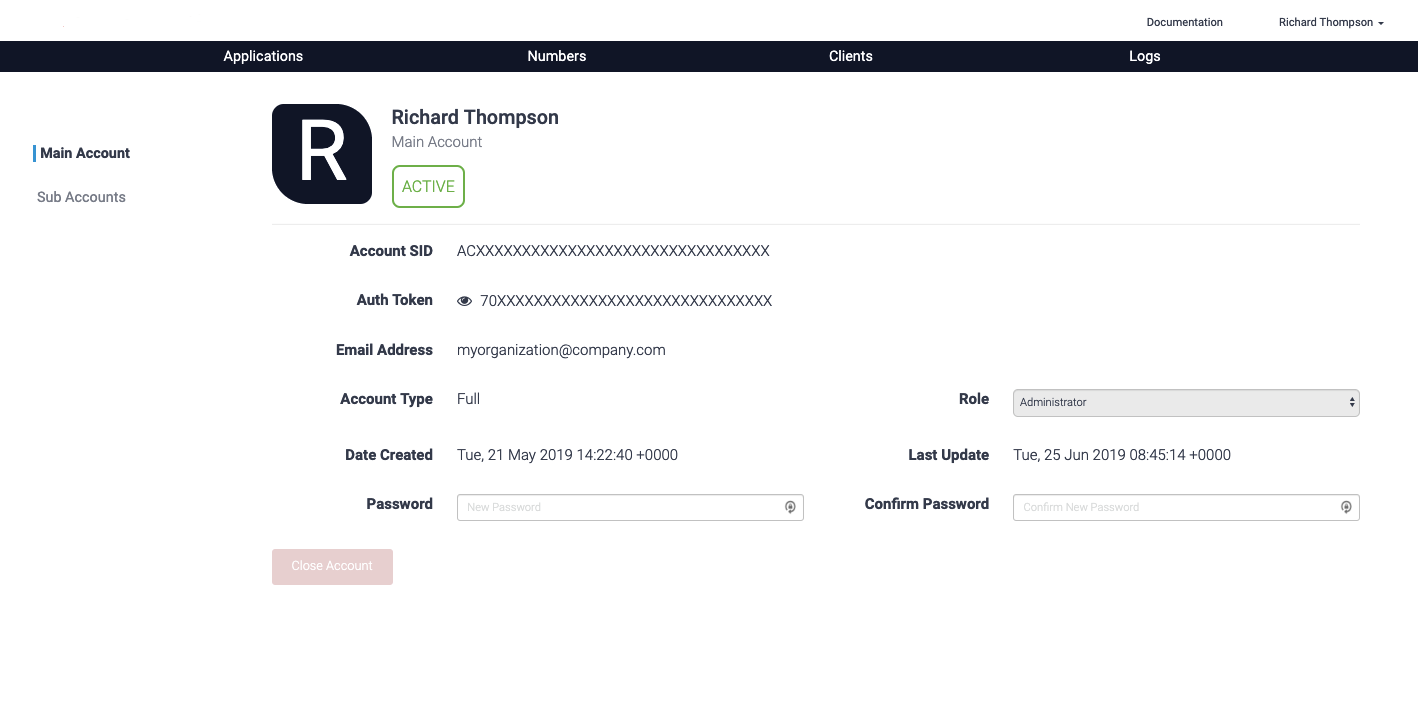 Documentation Richard Thompson
Applications Numbers Clients Logs
R
Richard Thompson
Main Account
ACTIVE
Main Account
Sub Accounts
Account SID ACXXXXXXXXXXXXXXXXXXXXXXXXXXXXXXXX
Auth Token 70XXXXXXXXXXXXXXXXXXXXXXXXXXXXXX
Email Address myorganization@company.com
Account Type Full Role Administrator
Date Created Tue, 21 May 2019 14:22:40 +0000 Last Update Tue, 25 Jun 2019 08:45:14 +0000
Password New Password Confirm Password Confirm New Password
Close Account